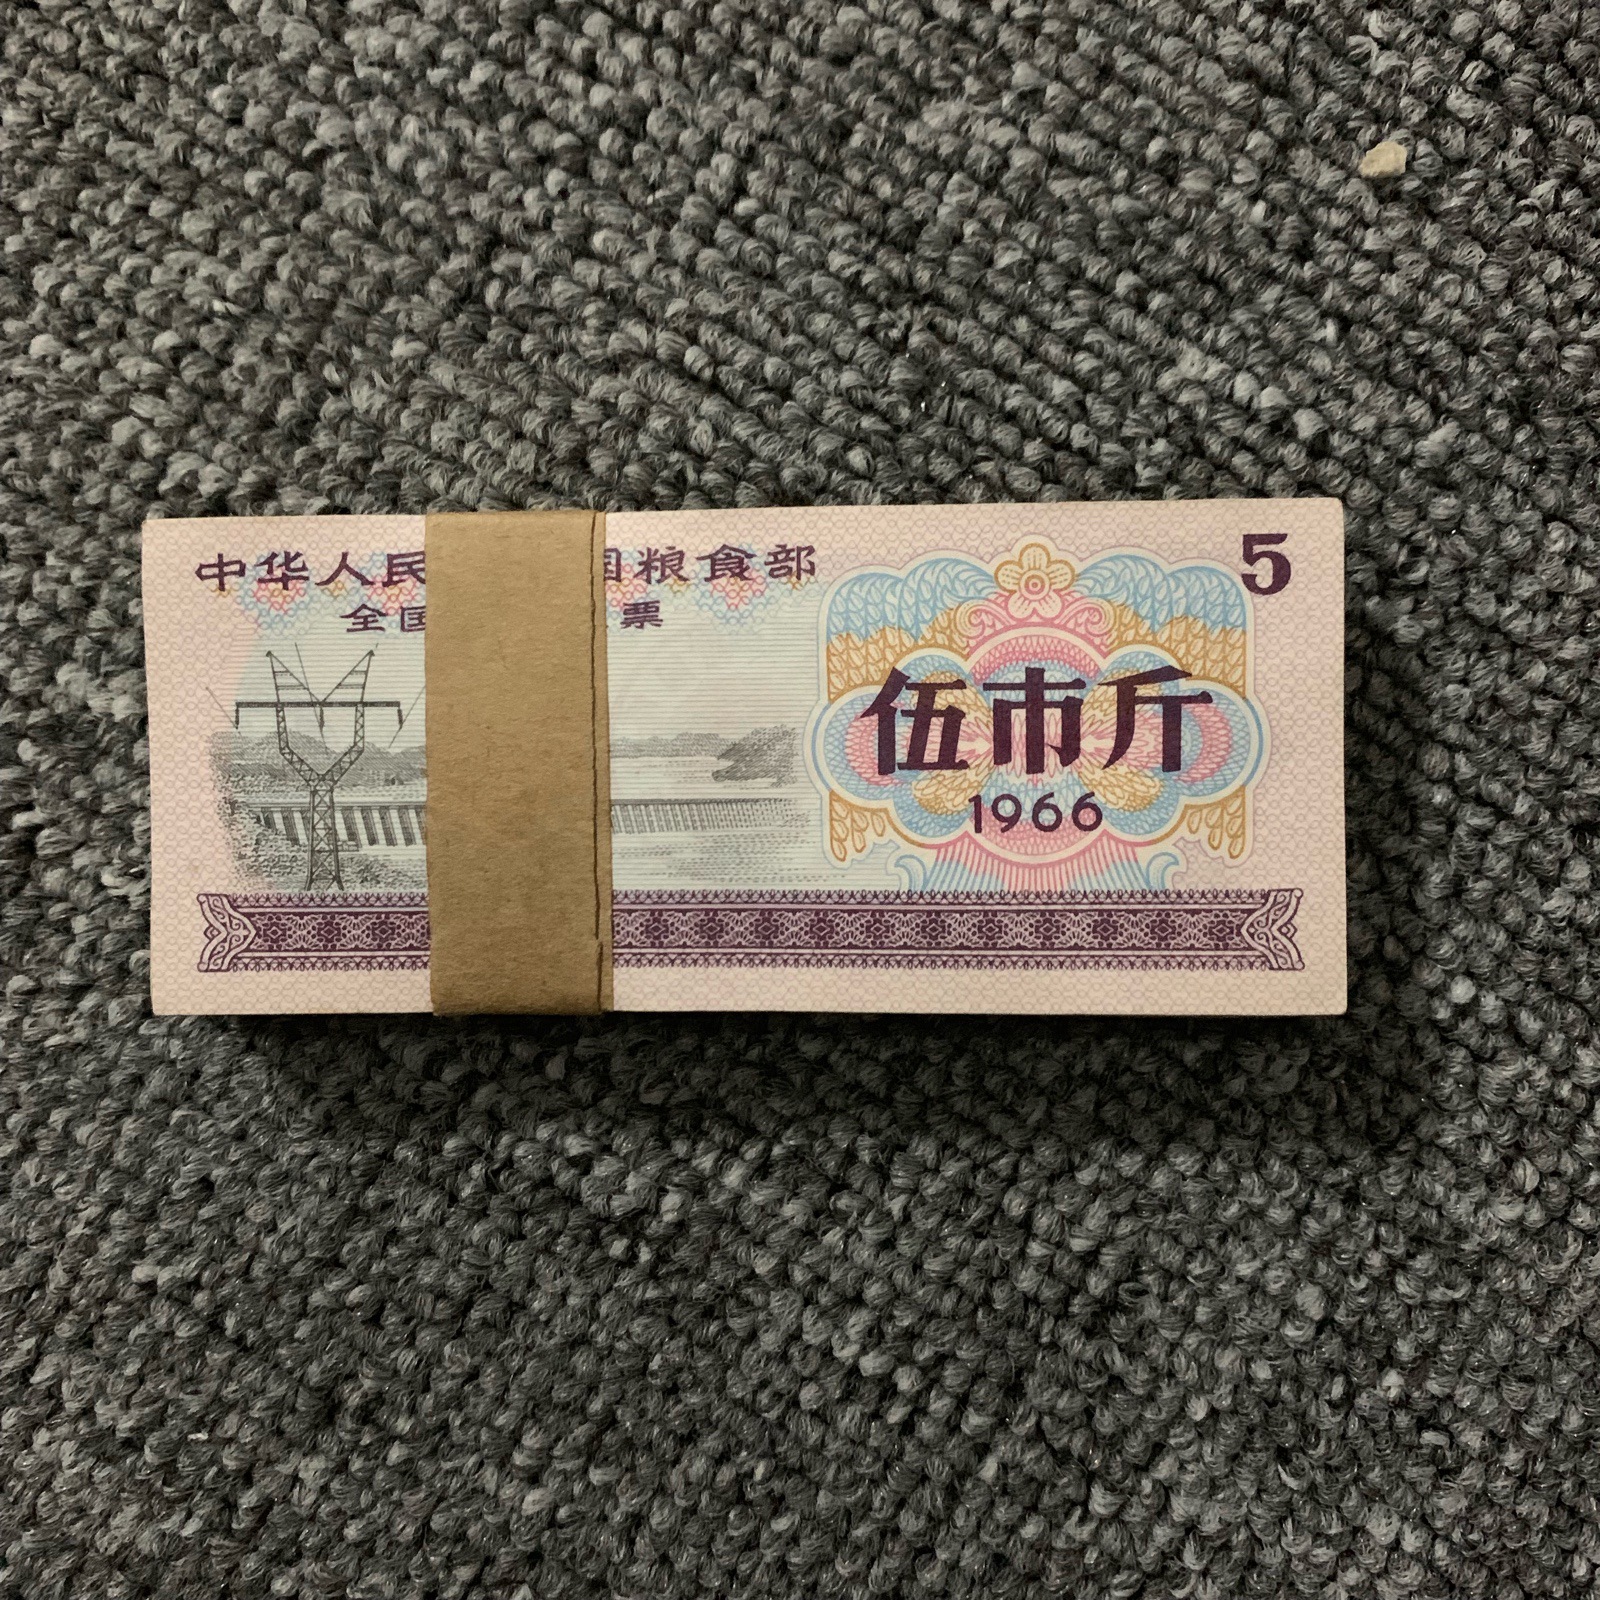 中华人民 国粮食部
全国 票
5
伍市斤
1966